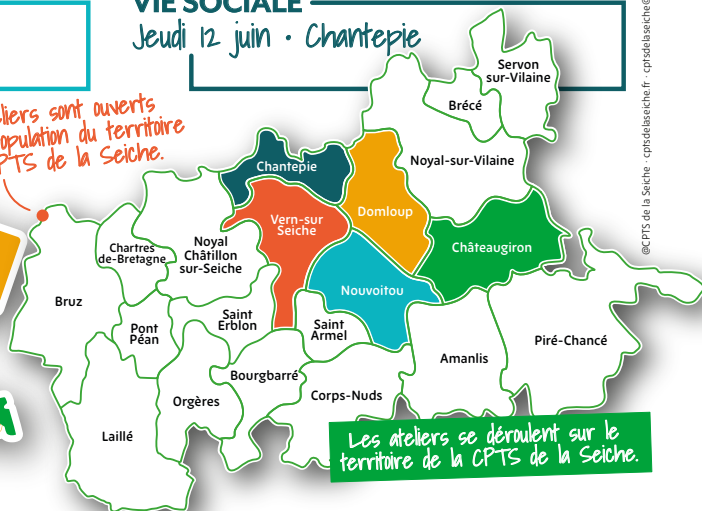 VIE SOCIALE
Jeudi 12 juin · Chantepie
liers sont ouverts
opulation du territoire
PTS de la Seiche.
@CPTS de la Seiche · cptsdelaseiche.fr · cptsdelaseiche@
Servon
sur-Vilaine
Brécé
Noyal-sur-Vilaine
Chantepie
Domloup
Vern-sur
Seiche
Châteaugiron
Chartres
de-Bretagne
Noyal
Châtillon
sur-Seiche
Nouvoitou
Bruz
Pont
Péan
Saint
Erblon
Saint
Armel
Piré-Chancé
Amanlis
Bourgbarré
Orgères
Corps-Nuds
Laillé
Les ateliers se déroulent sur le
territoire de la CPTS de la Seiche.